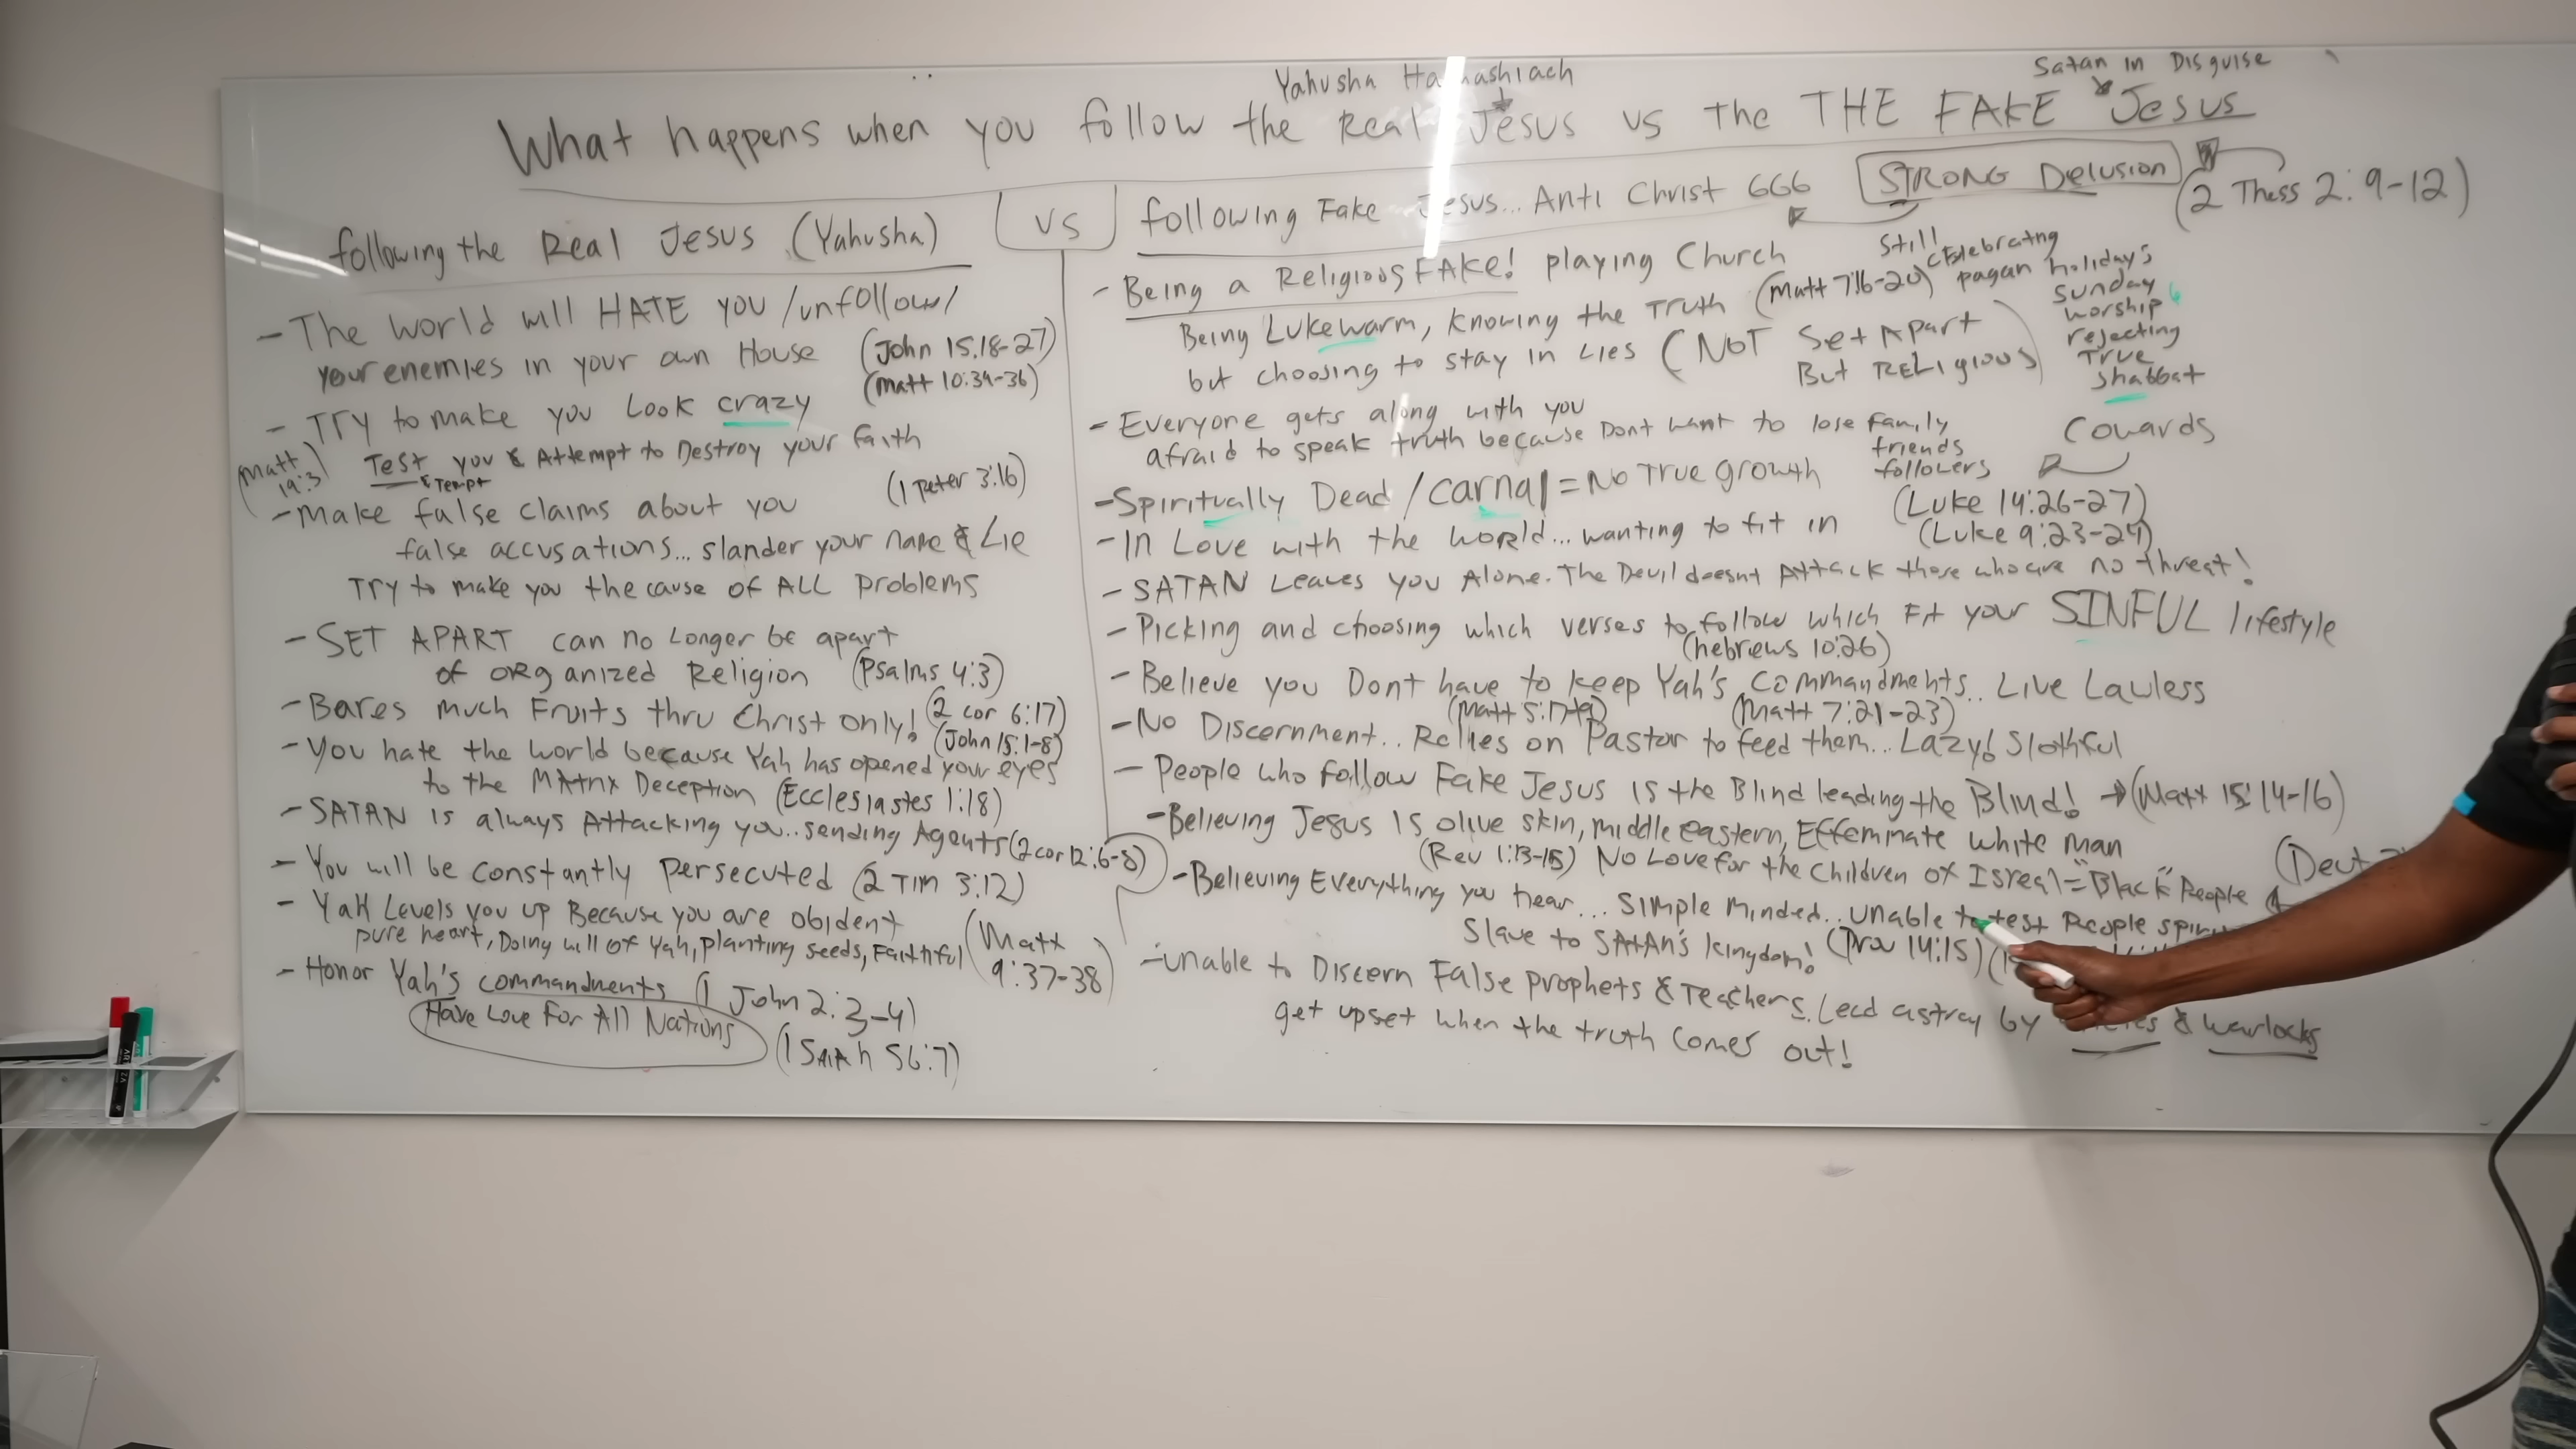 Yahusha Ha ashiach
Satan in Disguise
What happens when you follow the Real Jesus vs the THE FAKE Jesus
STRONG Delusion
(2 Thess 2:9-12)
following the Real Jesus (Yahusha)
- The World will HATE you /unfollow/
your enemies in your own House (John 15.18-27)
(Matt 10:34-36)
- TRY to make you Look crazy
(Matt 19:3)
Test you & Attempt to Destroy your faith
& Tempt
(1 Peter 3:16)
- Make false claims about you
false accusations... slander your name & Lie
TRY to make you the cause of ALL Problems
- SET APART can no Longer be apart
of ORganized Religion (Psalms 4:3)
- Bares much Fruits thru Christ only! (2 cor 6:17)
(John 15:1-8)
- You hate the world because Yah has opened your eyes
to the MAtrix Deception (Ecclesiastes 1:18)
- SATAN is always Attacking you.. sending Agents (2 cor 12:6-8)
- You will be constantly Persecuted (2 Tim 3:12)
- YaH Levels you up Because you are obident
pure heart, Doing will of Yah, planting seeds, Faithful (Matt 9:37-38)
- Honor Yah's commandments (1 John 2:3-4)
Have Love For All Nations
(ISAIAh 56:7)
VS
following Fake Jesus... Anti Christ 666
- Being a Religious FAKE! playing Church
still celebrating
pagan holidays
Sunday
worship
rejecting
True
Shabbat
Being Lukewarm, knowing the Truth (Matt 7:16-20)
but choosing to stay in Lies (NOT Set Apart
But RELigious)
- Everyone gets along with you
afraid to speak truth because Dont want to lose family
friends
followers
Cowards
- Spiritually Dead / carnal = No True growth
(Luke 14:26-27)
- In Love with the World... wanting to fit in
(Luke 9:23-24)
- SATAN Leaves you Alone. The Devil doesnt Attack those who are no threat!
- Picking and choosing which verses to follow which Fit your SINFUL lifestyle
(hebrews 10:26)
- Believe you Dont have to keep Yah's Commandments.. Live Lawless
(Matt 5:17-19) (Matt 7:21-23)
- No Discernment.. Relies on Pastor to feed them... Lazy! Slothful
- People who Follow Fake Jesus is the Blind leading the Blind! → (Matt 15:14-16)
- Believing Jesus is olive skin, middle eastern, Effeminate white man
(Rev 1:13-15) No Love for the Children of Isreal = "Black" People
(Deut
- Believing Everything you hear... Simple minded.. unable to test People
Slave to SAtAn's kingdom! (Prov 14:15)
- unable to Discern False prophets & Teachers. Lead astray by & warlocks
get upset when the truth comes out!